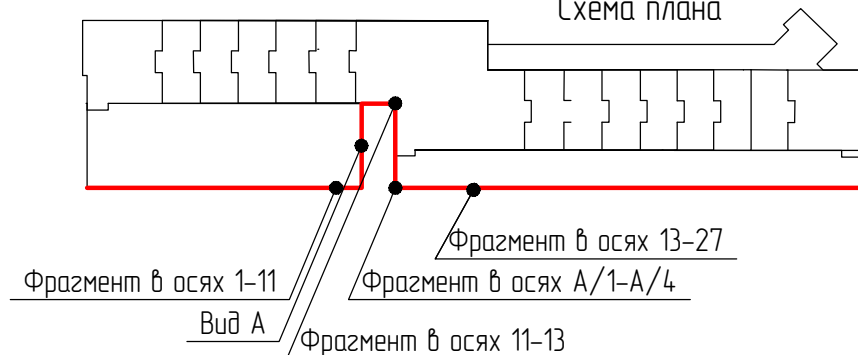 Схема плана
Фрагмент в осях 13-27
Фрагмент в осях 1-11
Фрагмент в осях А/1-А/4
Вид А
Фрагмент в осях 11-13